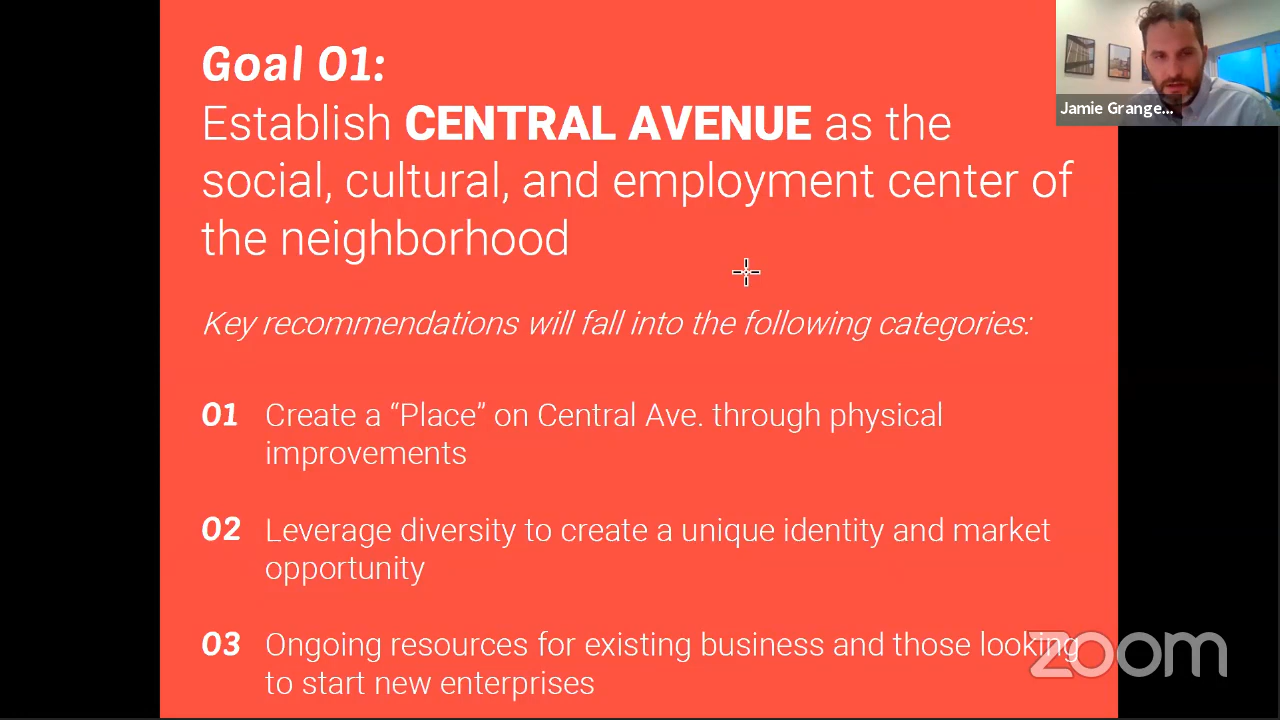 Goal 01:
Establish CENTRAL AVENUE as the
social, cultural, and employment center of
the neighborhood
Key recommendations will fall into the following categories:
01 Create a “Place” on Central Ave. through physical
improvements
02 Leverage diversity to create a unique identity and market
opportunity
03 Ongoing resources for existing business and those looking
to start new enterprises
Jamie Grange...
zoom